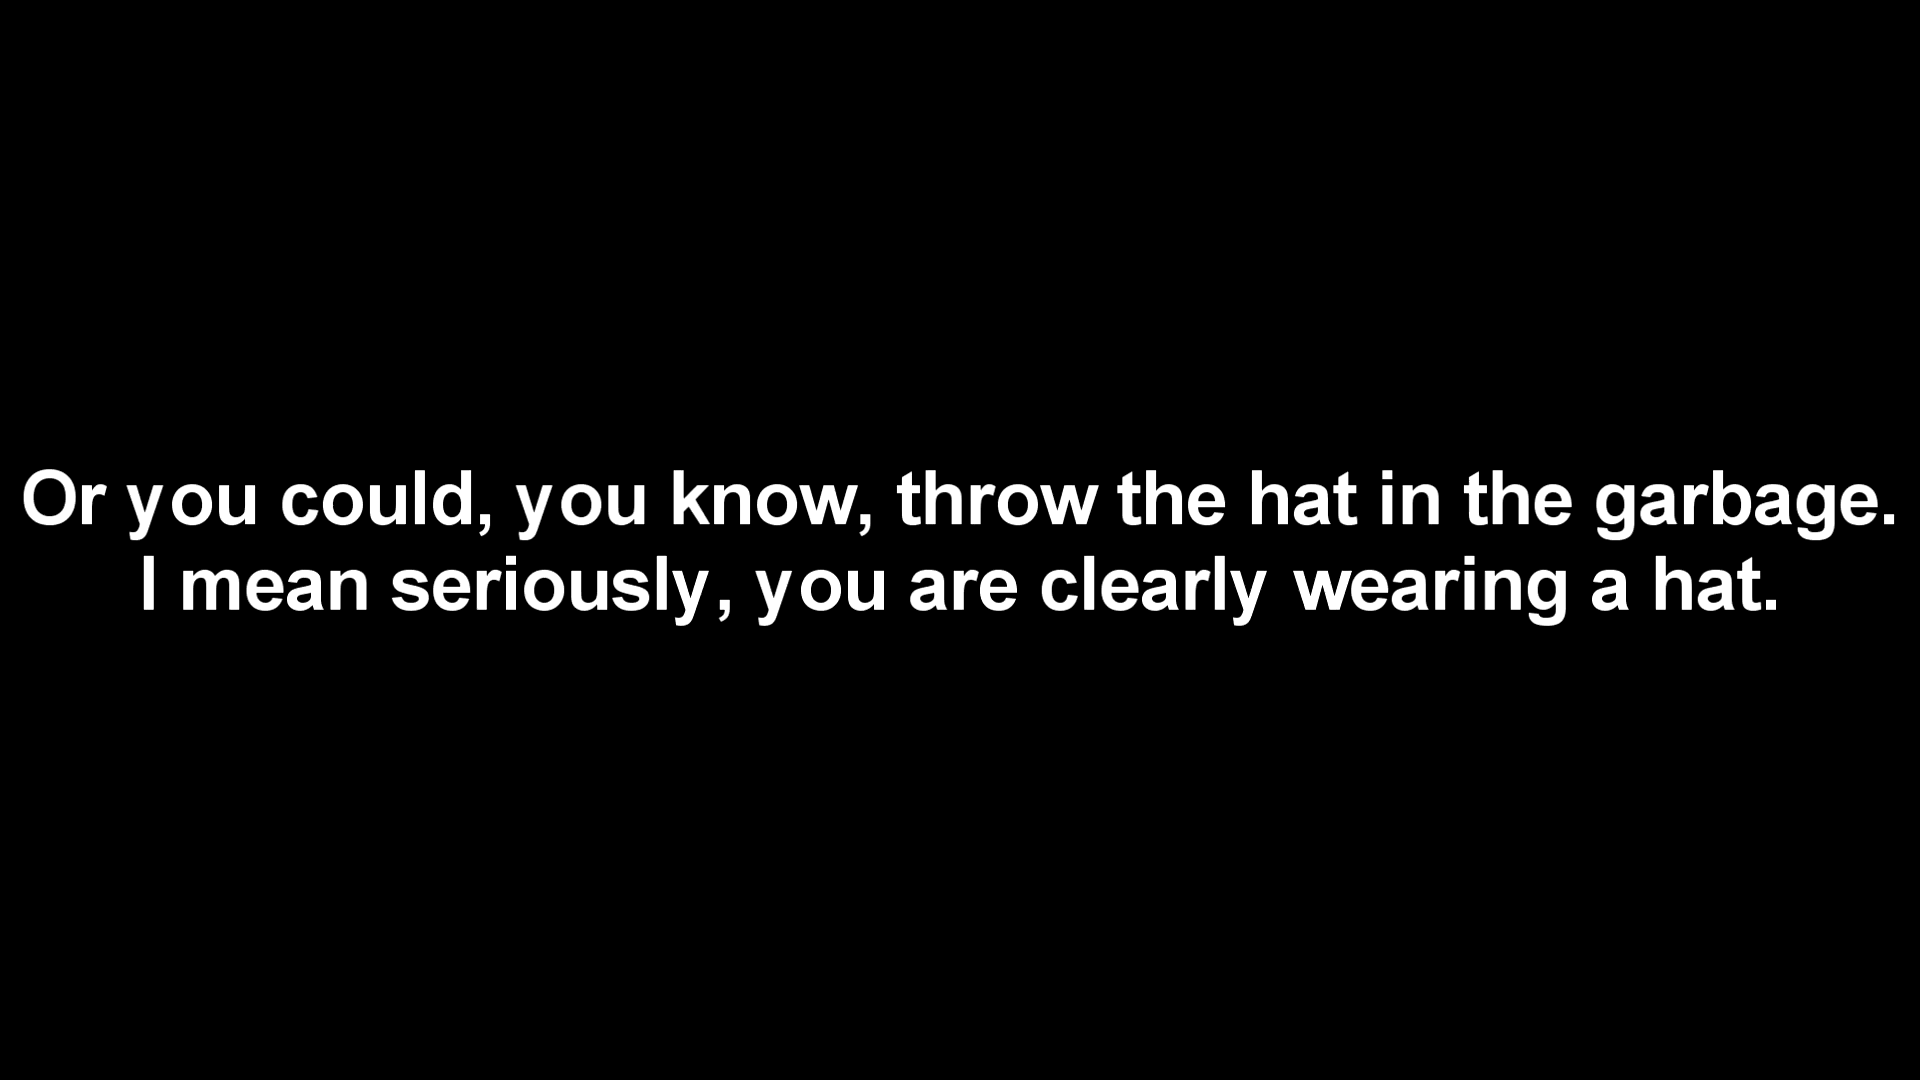 Or you could, you know, throw the hat in the garbage.
I mean seriously, you are clearly wearing a hat.